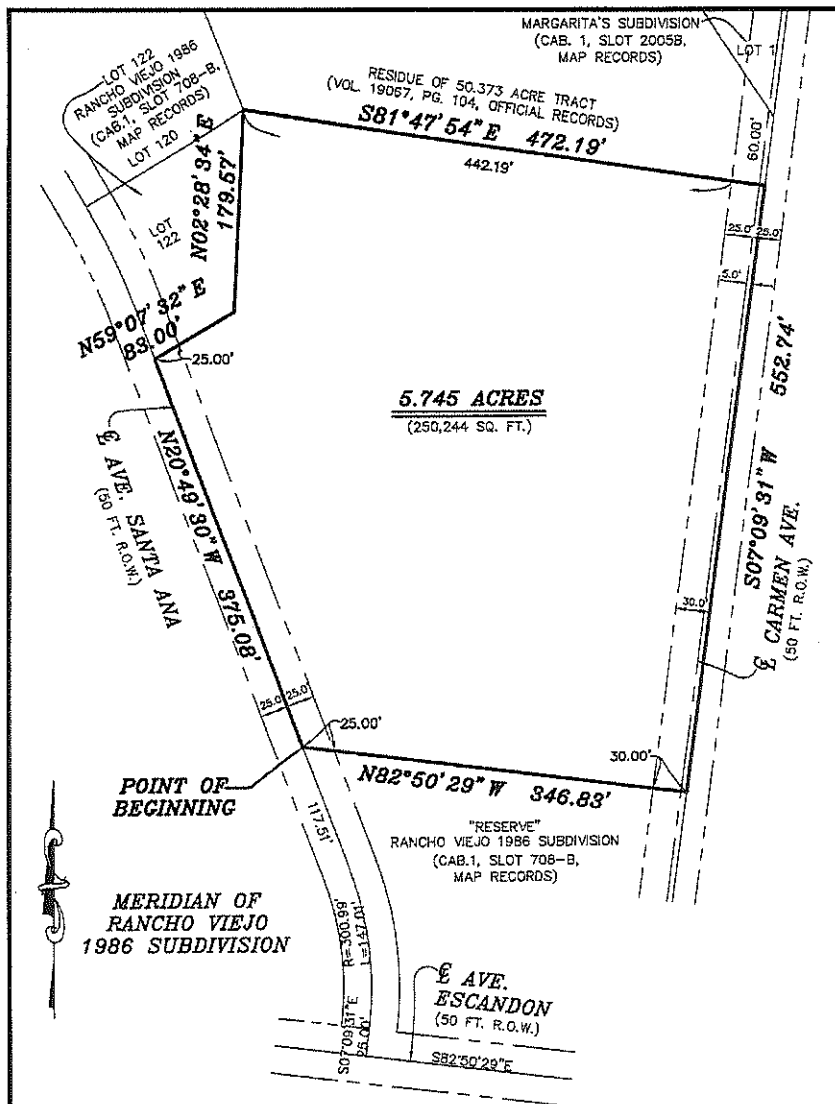 MARGARITA'S SUBDIVISION
(CAB. 1, SLOT 2005B,
MAP RECORDS)
LOT 1
LOT 122
RANCHO VIEJO 1986
SUBDIVISION
(CAB.1, SLOT 708-B,
MAP RECORDS)
LOT 120
RESIDUE OF 50.373 ACRE TRACT
(VOL. 19067, PG. 104, OFFICIAL RECORDS)
S81°47'54"E 472.19'
442.19'
60.00'
N02°28'34"E
179.57'
LOT
122
25.0'
25.0'
5.0'
N59°07'32"E
83.00'
25.00'
552.74'
5.745 ACRES
(250,244 SQ. FT.)
℄ AVE. SANTA ANA
(50 FT. R.O.W.)
N20°49'30"W 375.08'
S07°09'31"W
℄ CARMEN AVE.
(50 FT. R.O.W.)
30.0'
25.0'
25.0'
25.00'
30.00'
POINT OF
BEGINNING
N82°50'29"W 346.83'
117.51'
"RESERVE"
RANCHO VIEJO 1986 SUBDIVISION
(CAB.1, SLOT 708-B,
MAP RECORDS)
MERIDIAN OF
RANCHO VIEJO
1986 SUBDIVISION
R=300.99'
L=147.01'
℄ AVE.
ESCANDON
(50 FT. R.O.W.)
S07°09'31"E
25.00'
S82°50'29"E